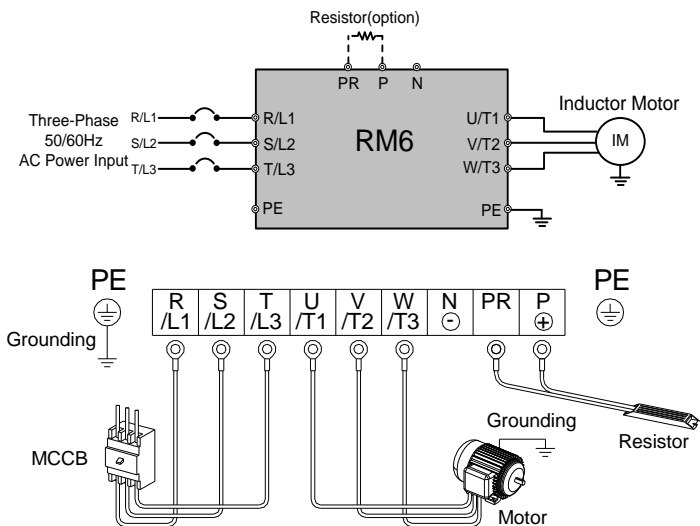 Resistor(option)
PR P N
Three-Phase
50/60Hz
AC Power Input
R/L1
S/L2
T/L3
R/L1
S/L2
T/L3
PE
RM6
U/T1
V/T2
W/T3
PE
Inductor Motor
IM
PE
Grounding
R
/L1
S
/L2
T
/L3
U
/T1
V
/T2
W
/T3
N
-
PR
P
+
PE
MCCB
Grounding
Motor
Resistor